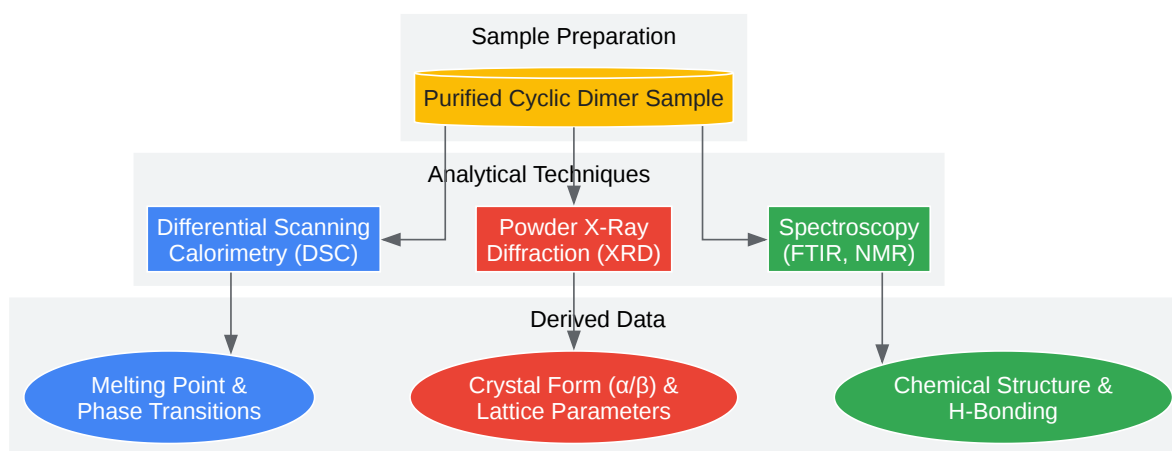 Sample Preparation
Purified Cyclic Dimer Sample
Analytical Techniques
Differential Scanning
Calorimetry (DSC)
Powder X-Ray
Diffraction (XRD)
Spectroscopy
(FTIR, NMR)
Derived Data
Melting Point &
Phase Transitions
Crystal Form (α/β) &
Lattice Parameters
Chemical Structure &
H-Bonding